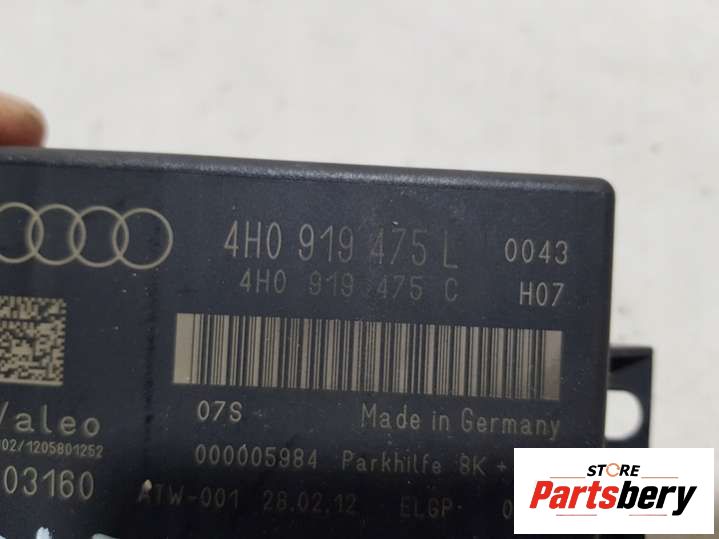 4H0 919 475 L 0043
4H0 919 475 C H07
07S Made in Germany
Valeo
02/1205801252
000005984 Parkhilfe 8K +
03160
ATW-001 28.02.12 ELGP 0
STORE
Partsbery